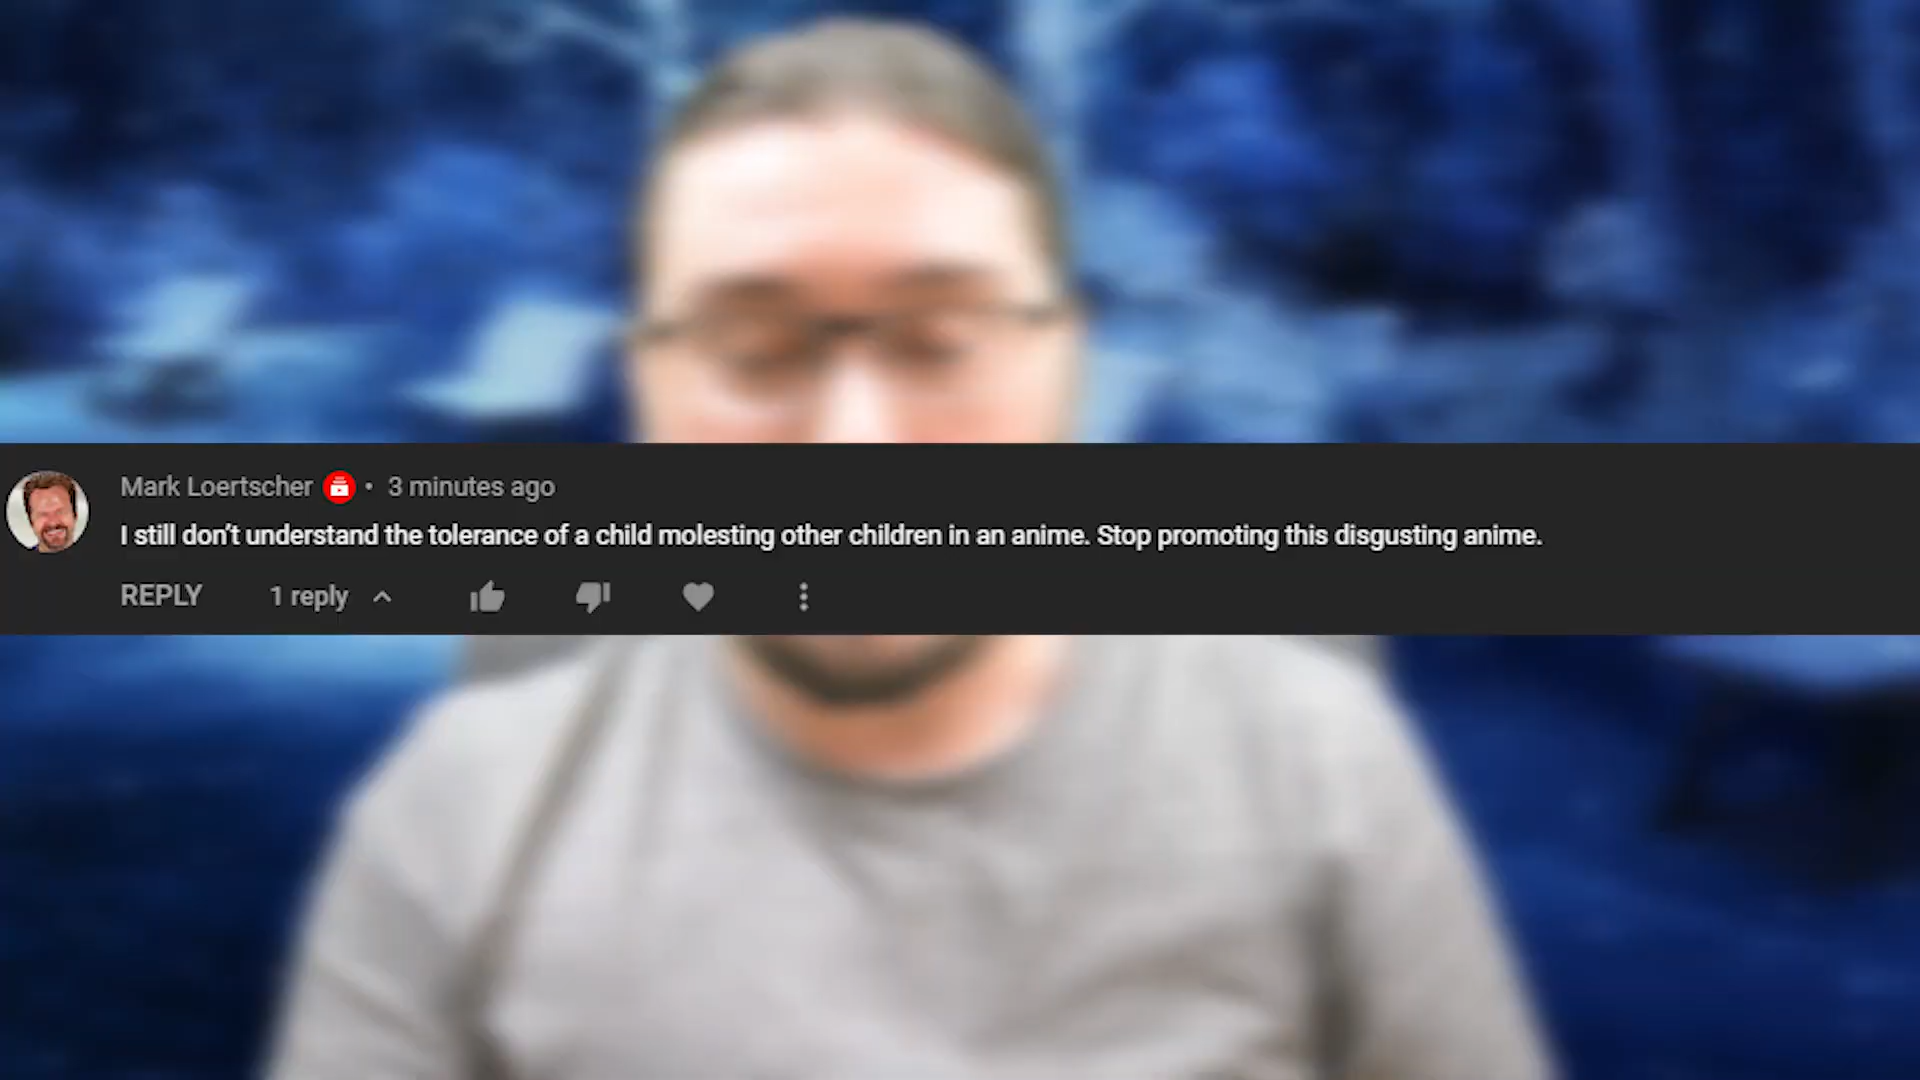 Mark Loertscher • 3 minutes ago
I still don't understand the tolerance of a child molesting other children in an anime. Stop promoting this disgusting anime.
REPLY 1 reply